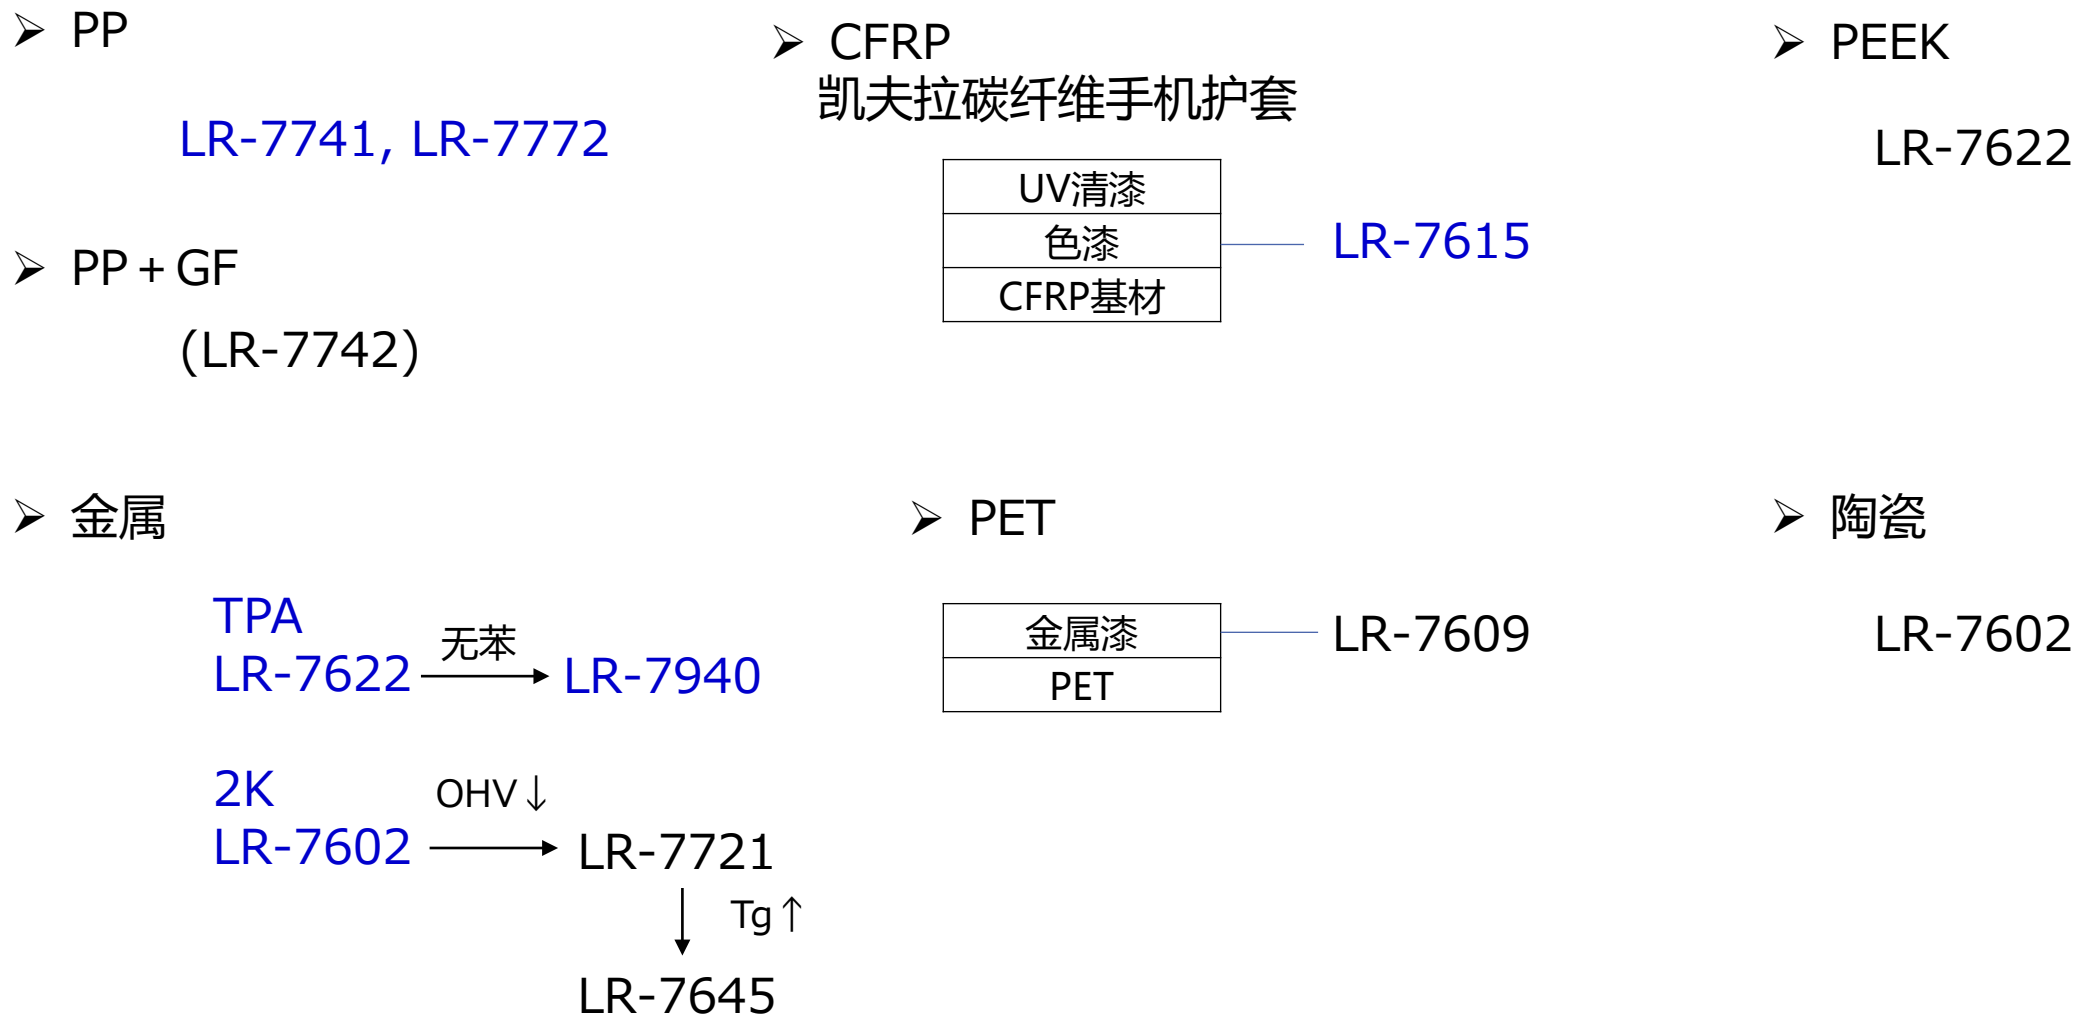 ➢ PP
LR-7741, LR-7772
➢ PP + GF
(LR-7742)
➢ CFRP
凯夫拉碳纤维手机护套
UV清漆
色漆
CFRP基材
LR-7615
➢ PEEK
LR-7622
➢ 金属
TPA
LR-7622
无苯
LR-7940
2K
LR-7602
OHV↓
LR-7721
Tg↑
LR-7645
➢ PET
金属漆
PET
LR-7609
➢ 陶瓷
LR-7602